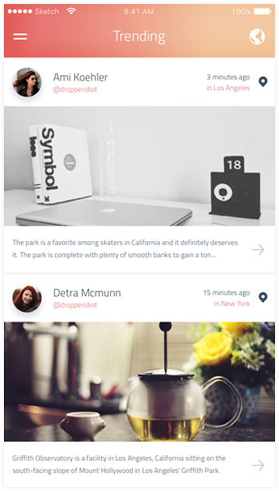 Sketch 9:41 AM 100%
Trending
Ami Koehler
@droppendiot
3 minutes ago
in Los Angeles
Symbol
logo
18
The park is a favorite among skaters in California and it definitely deserves
it. The park is complete with plenty of smooth banks to gain a ton…
Detra Mcmunn
@droppendiot
15 minutes ago
in New York
Griffith Observatory is a facility in Los Angeles, California sitting on the
south-facing slope of Mount Hollywood in Los Angeles' Griffith Park.